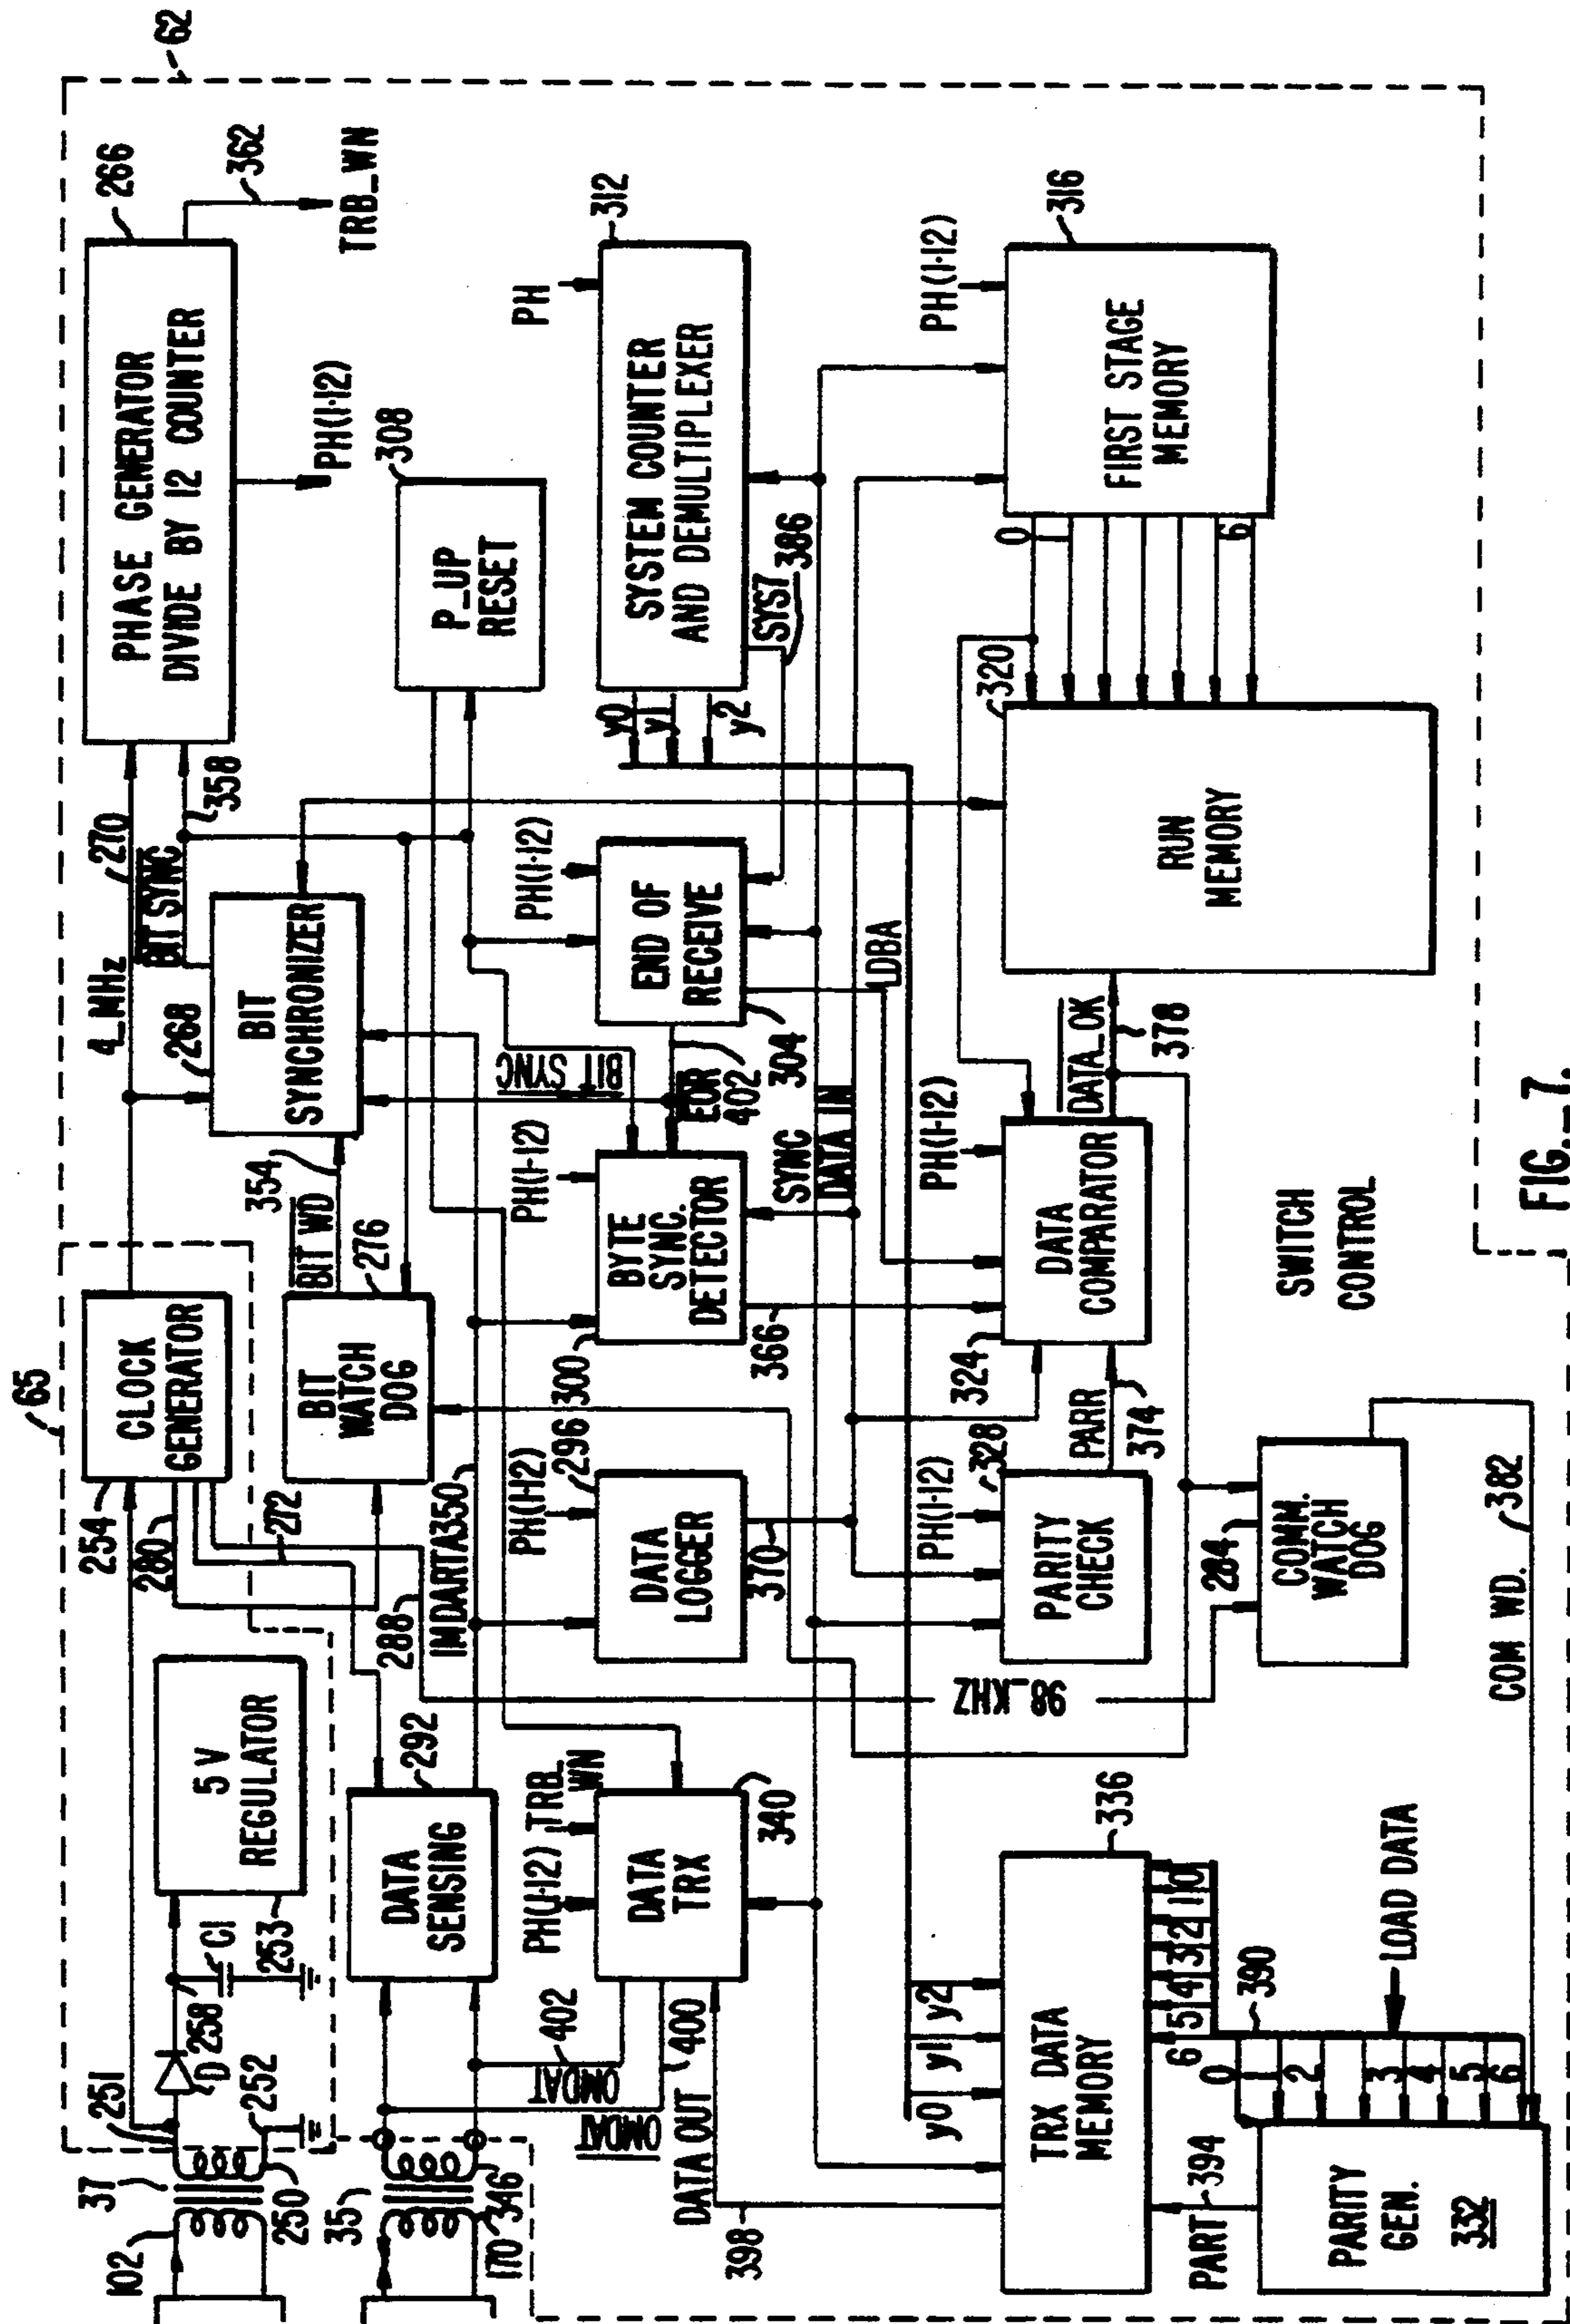 62
65
37
102
251
D
258
C1
252
250
253
5 V
REGULATOR
254
CLOCK
GENERATOR
280
272
288
4_MHz
270
268
BIT SYNC
358
PHASE GENERATOR
DIVIDE BY 12 COUNTER
266
362
TRB_WN
PH(1-12)
BIT
WATCH
DOG
276
BIT WD
354
BIT
SYNCHRONIZER
P_UP
RESET
308
35
170
346
DATA
SENSING
292
IMDARTA350
OMDAT
402
OMDAT
400
DATA OUT
398
PH(1-12)
TRB_
WN
DATA
TRX
340
PH(1-12)
296
DATA
LOGGER
370
300
PH(1-12)
BYTE
SYNC.
DETECTOR
366
BIT SYNC
EOR
402
304
PH(1-12)
END OF
RECEIVE
LDBA
SYNC
DATA IN
PH
312
SYSTEM COUNTER
AND DEMULTIPLEXER
y0
y1
y2
SYS7
386
98_KHZ
y0
y1
y2
TRX DATA
MEMORY
336
6
5
4
3
2
1
0
PH(1-12)
328
PARITY
CHECK
PARR
374
324
PH(1-12)
DATA
COMPARATOR
DATA_OK
378
320
RUN
MEMORY
0
1
6
PH(1-12)
316
FIRST STAGE
MEMORY
PART
394
PARITY
GEN.
332
0
1
2
3
4
5
6
390
LOAD DATA
284
COMM.
WATCH
DOG
COM WD.
382
SWITCH
CONTROL
FIG._7.